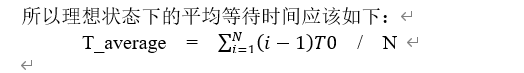 所以理想状态下的平均等待时间应该如下：
T_average = ∑_{i=1}^{N}(i − 1)T0 / N